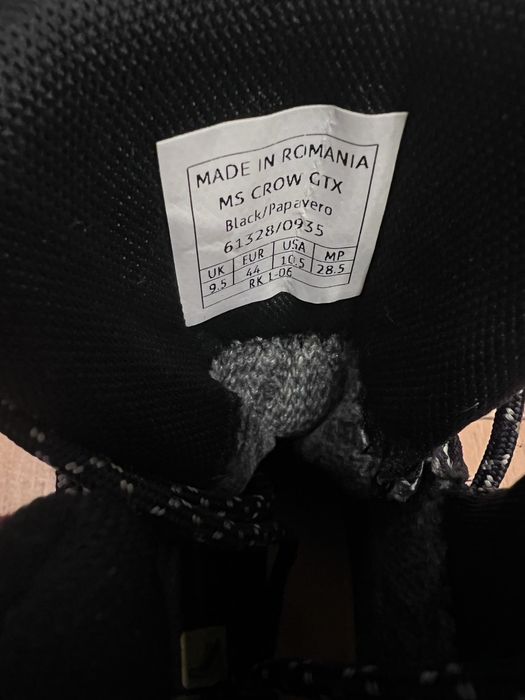 MADE IN ROMANIA
MS CROW GTX
Black/Papavero
61328/0935
UK EUR USA MP
9.5 44 10.5 28.5
RK 1-06